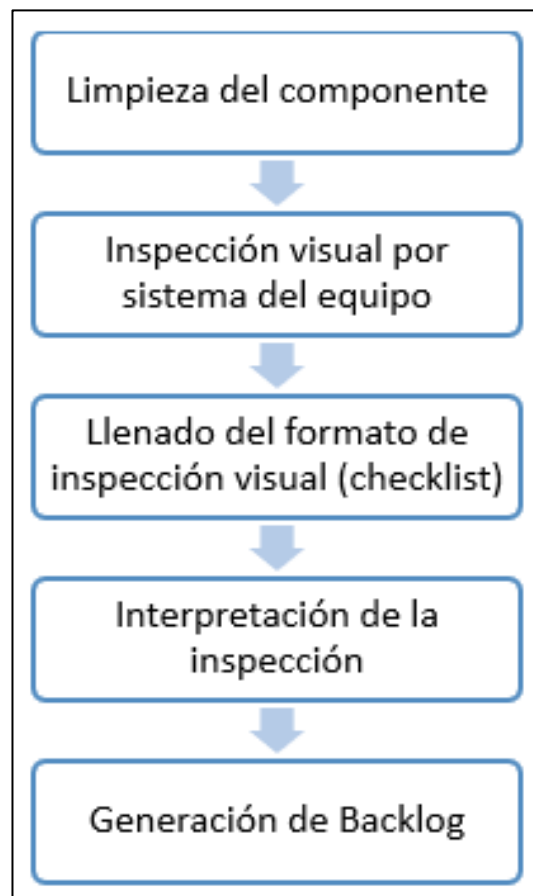 Limpieza del componente
Inspección visual por
sistema del equipo
Llenado del formato de
inspección visual (checklist)
Interpretación de la
inspección
Generación de Backlog